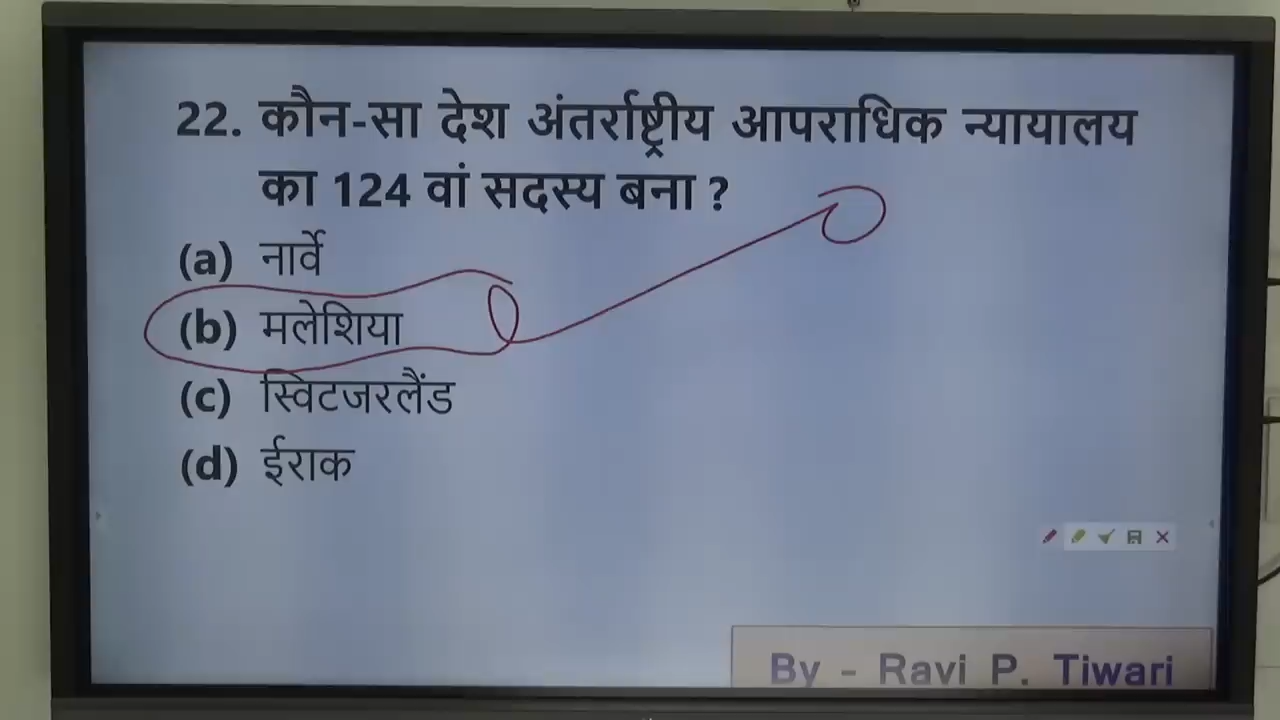 22. कौन-सा देश अंतर्राष्ट्रीय आपराधिक न्यायालय
का 124 वां सदस्य बना ?
(a) नार्वे
(b) मलेशिया
(c) स्विटजरलैंड
(d) ईराक
By - Ravi P. Tiwari